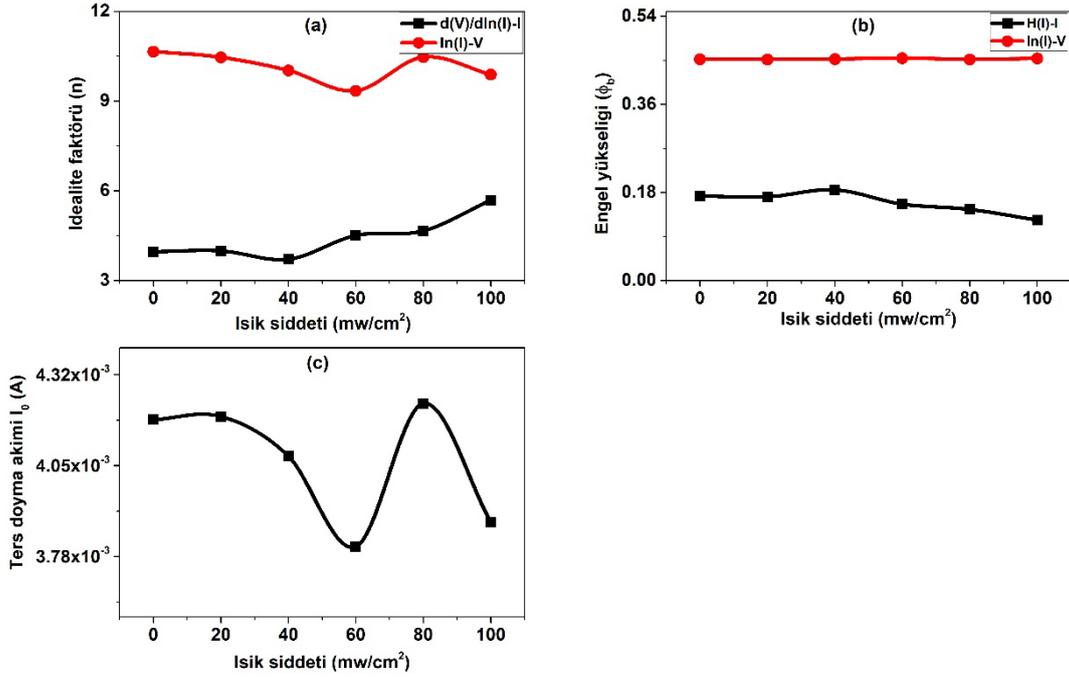 (a)
d(V)/dln(I)-I
ln(I)-V
12
9
6
3
Idealite faktörü (n)
0 20 40 60 80 100
Isik siddeti (mw/cm²)
(b)
H(I)-I
ln(I)-V
0.54
0.36
0.18
0.00
Engel yükseligi (ϕb)
0 20 40 60 80 100
Isik siddeti (mw/cm²)
(c)
4.32x10⁻³
4.05x10⁻³
3.78x10⁻³
Ters doyma akimi I₀ (A)
0 20 40 60 80 100
Isik siddeti (mw/cm²)